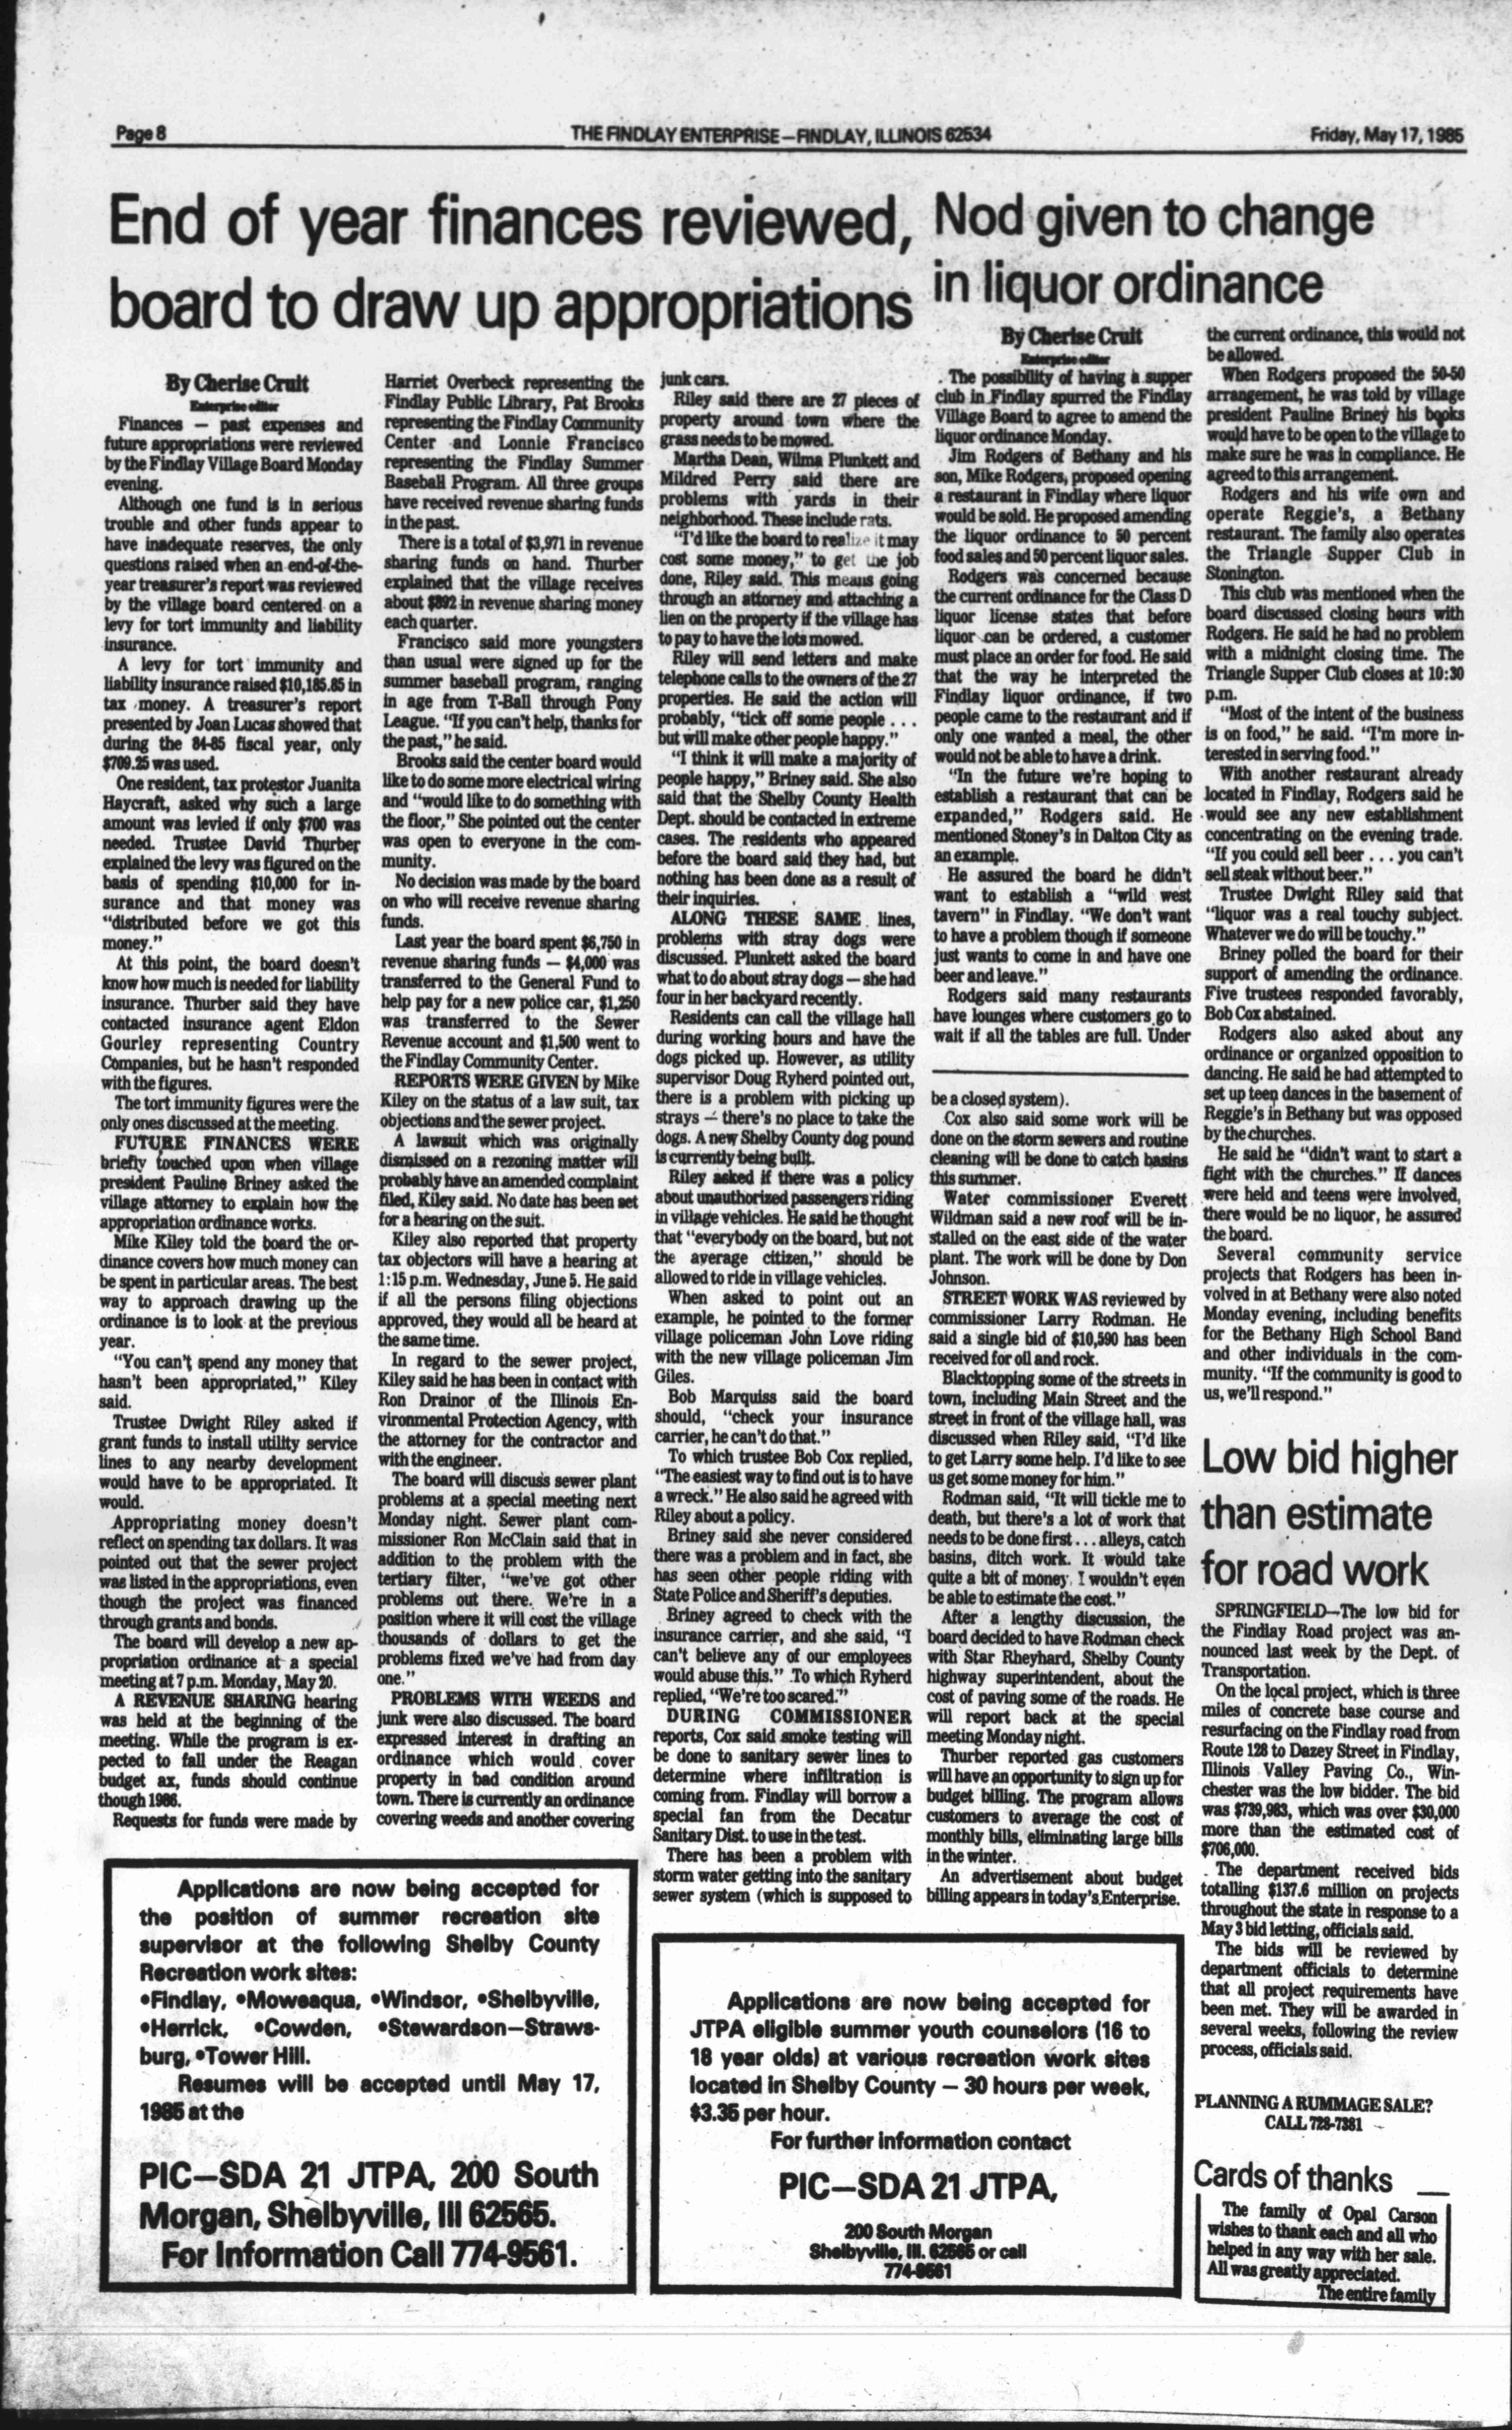 Page 8
THE FINDLAY ENTERPRISE—FINDLAY, ILLINOIS 62534
Friday, May 17, 1985
End of year finances reviewed,
board to draw up appropriations
By Cherise Cruit
Enterprise editor
Finances — past expenses and
future appropriations were reviewed
by the Findlay Village Board Monday
evening.
Although one fund is in serious
trouble and other funds appear to
have inadequate reserves, the only
questions raised when an end-of-the-
year treasurer's report was reviewed
by the village board centered on a
levy for tort immunity and liability
insurance.
A levy for tort immunity and
liability insurance raised $10,185.85 in
tax money. A treasurer's report
presented by Joan Lucas showed that
during the 84-85 fiscal year, only
$709.25 was used.
One resident, tax protestor Juanita
Haycraft, asked why such a large
amount was levied if only $700 was
needed. Trustee David Thurber
explained the levy was figured on the
basis of spending $10,000 for in-
surance and that money was
"distributed before we got this
money."
At this point, the board doesn't
know how much is needed for liability
insurance. Thurber said they have
contacted insurance agent Eldon
Gourley representing Country
Companies, but he hasn't responded
with the figures.
The tort immunity figures were the
only ones discussed at the meeting.
FUTURE FINANCES WERE
briefly touched upon when village
president Pauline Briney asked the
village attorney to explain how the
appropriation ordinance works.
Mike Kiley told the board the or-
dinance covers how much money can
be spent in particular areas. The best
way to approach drawing up the
ordinance is to look at the previous
year.
"You can't spend any money that
hasn't been appropriated," Kiley
said.
Trustee Dwight Riley asked if
grant funds to install utility service
lines to any nearby development
would have to be appropriated. It
would.
Appropriating money doesn't
reflect on spending tax dollars. It was
pointed out that the sewer project
was listed in the appropriations, even
though the project was financed
through grants and bonds.
The board will develop a new ap-
propriation ordinance at a special
meeting at 7 p.m. Monday, May 20.
A REVENUE SHARING hearing
was held at the beginning of the
meeting. While the program is ex-
pected to fall under the Reagan
budget ax, funds should continue
though 1986.
Requests for funds were made by
Harriet Overbeck representing the
Findlay Public Library, Pat Brooks
representing the Findlay Community
Center and Lonnie Francisco
representing the Findlay Summer
Baseball Program. All three groups
have received revenue sharing funds
in the past.
There is a total of $3,971 in revenue
sharing funds on hand. Thurber
explained that the village receives
about $892 in revenue sharing money
each quarter.
Francisco said more youngsters
than usual were signed up for the
summer baseball program, ranging
in age from T-Ball through Pony
League. "If you can't help, thanks for
the past," he said.
Brooks said the center board would
like to do some more electrical wiring
and "would like to do something with
the floor," She pointed out the center
was open to everyone in the com-
munity.
No decision was made by the board
on who will receive revenue sharing
funds.
Last year the board spent $6,750 in
revenue sharing funds — $4,000 was
transferred to the General Fund to
help pay for a new police car, $1,250
was transferred to the Sewer
Revenue account and $1,500 went to
the Findlay Community Center.
REPORTS WERE GIVEN by Mike
Kiley on the status of a law suit, tax
objections and the sewer project.
A lawsuit which was originally
dismissed on a rezoning matter will
probably have an amended complaint
filed, Kiley said. No date has been set
for a hearing on the suit.
Kiley also reported that property
tax objectors will have a hearing at
1:15 p.m. Wednesday, June 5. He said
if all the persons filing objections
approved, they would all be heard at
the same time.
In regard to the sewer project,
Kiley said he has been in contact with
Ron Drainor of the Illinois En-
vironmental Protection Agency, with
the attorney for the contractor and
with the engineer.
The board will discuss sewer plant
problems at a special meeting next
Monday night. Sewer plant com-
missioner Ron McClain said that in
addition to the problem with the
tertiary filter, "we've got other
problems out there. We're in a
position where it will cost the village
thousands of dollars to get the
problems fixed we've had from day
one."
PROBLEMS WITH WEEDS and
junk were also discussed. The board
expressed interest in drafting an
ordinance which would cover
property in bad condition around
town. There is currently an ordinance
covering weeds and another covering
junk cars.
Riley said there are 27 pieces of
property around town where the
grass needs to be mowed.
Martha Dean, Wilma Plunkett and
Mildred Perry said there are
problems with yards in their
neighborhood. These include rats.
"I'd like the board to realize it may
cost some money," to get the job
done, Riley said. This means going
through an attorney and attaching a
lien on the property if the village has
to pay to have the lots mowed.
Riley will send letters and make
telephone calls to the owners of the 27
properties. He said the action will
probably, "tick off some people . . .
but will make other people happy."
"I think it will make a majority of
people happy," Briney said. She also
said that the Shelby County Health
Dept. should be contacted in extreme
cases. The residents who appeared
before the board said they had, but
nothing has been done as a result of
their inquiries.
ALONG THESE SAME lines,
problems with stray dogs were
discussed. Plunkett asked the board
what to do about stray dogs — she had
four in her backyard recently.
Residents can call the village hall
during working hours and have the
dogs picked up. However, as utility
supervisor Doug Ryherd pointed out,
there is a problem with picking up
strays — there's no place to take the
dogs. A new Shelby County dog pound
is currently being built.
Riley asked if there was a policy
about unauthorized passengers riding
in village vehicles. He said he thought
that "everybody on the board, but not
the average citizen," should be
allowed to ride in village vehicles.
When asked to point out an
example, he pointed to the former
village policeman John Love riding
with the new village policeman Jim
Giles.
Bob Marquiss said the board
should, "check your insurance
carrier, he can't do that."
To which trustee Bob Cox replied,
"The easiest way to find out is to have
a wreck." He also said he agreed with
Riley about a policy.
Briney said she never considered
there was a problem and in fact, she
has seen other people riding with
State Police and Sheriff's deputies.
Briney agreed to check with the
insurance carrier, and she said, "I
can't believe any of our employees
would abuse this." To which Ryherd
replied, "We're too scared."
DURING COMMISSIONER
reports, Cox said smoke testing will
be done to sanitary sewer lines to
determine where infiltration is
coming from. Findlay will borrow a
special fan from the Decatur
Sanitary Dist. to use in the test.
There has been a problem with
storm water getting into the sanitary
sewer system (which is supposed to
be a closed system).
Cox also said some work will be
done on the storm sewers and routine
cleaning will be done to catch basins
this summer.
Water commissioner Everett
Wildman said a new roof will be in-
stalled on the east side of the water
plant. The work will be done by Don
Johnson.
STREET WORK WAS reviewed by
commissioner Larry Rodman. He
said a single bid of $10,590 has been
received for oil and rock.
Blacktopping some of the streets in
town, including Main Street and the
street in front of the village hall, was
discussed when Riley said, "I'd like
to get Larry some help. I'd like to see
us get some money for him."
Rodman said, "It will tickle me to
death, but there's a lot of work that
needs to be done first . . . alleys, catch
basins, ditch work. It would take
quite a bit of money. I wouldn't even
be able to estimate the cost."
After a lengthy discussion, the
board decided to have Rodman check
with Star Rheyhard, Shelby County
highway superintendent, about the
cost of paving some of the roads. He
will report back at the special
meeting Monday night.
Thurber reported gas customers
will have an opportunity to sign up for
budget billing. The program allows
customers to average the cost of
monthly bills, eliminating large bills
in the winter.
An advertisement about budget
billing appears in today's Enterprise.
Nod given to change
in liquor ordinance
By Cherise Cruit
Enterprise editor
The possibility of having a supper
club in Findlay spurred the Findlay
Village Board to agree to amend the
liquor ordinance Monday.
Jim Rodgers of Bethany and his
son, Mike Rodgers, proposed opening
a restaurant in Findlay where liquor
would be sold. He proposed amending
the liquor ordinance to 50 percent
food sales and 50 percent liquor sales.
Rodgers was concerned because
the current ordinance for the Class D
liquor license states that before
liquor can be ordered, a customer
must place an order for food. He said
that the way he interpreted the
Findlay liquor ordinance, if two
people came to the restaurant and if
only one wanted a meal, the other
would not be able to have a drink.
"In the future we're hoping to
establish a restaurant that can be
expanded," Rodgers said. He
mentioned Stoney's in Dalton City as
an example.
He assured the board he didn't
want to establish a "wild west
tavern" in Findlay. "We don't want
to have a problem though if someone
just wants to come in and have one
beer and leave."
Rodgers said many restaurants
have lounges where customers go to
wait if all the tables are full. Under
the current ordinance, this would not
be allowed.
When Rodgers proposed the 50-50
arrangement, he was told by village
president Pauline Briney his books
would have to be open to the village to
make sure he was in compliance. He
agreed to this arrangement.
Rodgers and his wife own and
operate Reggie's, a Bethany
restaurant. The family also operates
the Triangle Supper Club in
Stonington.
This club was mentioned when the
board discussed closing hours with
Rodgers. He said he had no problem
with a midnight closing time. The
Triangle Supper Club closes at 10:30
p.m.
"Most of the intent of the business
is on food," he said. "I'm more in-
terested in serving food."
With another restaurant already
located in Findlay, Rodgers said he
would see any new establishment
concentrating on the evening trade.
"If you could sell beer . . . you can't
sell steak without beer."
Trustee Dwight Riley said that
"liquor was a real touchy subject.
Whatever we do will be touchy."
Briney polled the board for their
support of amending the ordinance.
Five trustees responded favorably,
Bob Cox abstained.
Rodgers also asked about any
ordinance or organized opposition to
dancing. He said he had attempted to
set up teen dances in the basement of
Reggie's in Bethany but was opposed
by the churches.
He said he "didn't want to start a
fight with the churches." If dances
were held and teens were involved,
there would be no liquor, he assured
the board.
Several community service
projects that Rodgers has been in-
volved in at Bethany were also noted
Monday evening, including benefits
for the Bethany High School Band
and other individuals in the com-
munity. "If the community is good to
us, we'll respond."
Low bid higher
than estimate
for road work
SPRINGFIELD—The low bid for
the Findlay Road project was an-
nounced last week by the Dept. of
Transportation.
On the local project, which is three
miles of concrete base course and
resurfacing on the Findlay road from
Route 128 to Dazey Street in Findlay,
Illinois Valley Paving Co., Win-
chester was the low bidder. The bid
was $739,983, which was over $30,000
more than the estimated cost of
$706,000.
The department received bids
totalling $137.6 million on projects
throughout the state in response to a
May 3 bid letting, officials said.
The bids will be reviewed by
department officials to determine
that all project requirements have
been met. They will be awarded in
several weeks, following the review
process, officials said.
PLANNING A RUMMAGE SALE?
CALL 728-7381
Cards of thanks
The family of Opal Carson
wishes to thank each and all who
helped in any way with her sale.
All was greatly appreciated.
The entire family
Applications are now being accepted for
the position of summer recreation site
supervisor at the following Shelby County
Recreation work sites:
•Findlay, •Moweaqua, •Windsor, •Shelbyville,
•Herrick, •Cowden, •Stewardson—Straws-
burg, •Tower Hill.
Resumes will be accepted until May 17,
1985 at the
PIC—SDA 21 JTPA, 200 South
Morgan, Shelbyville, Ill 62565.
For Information Call 774-9561.
Applications are now being accepted for
JTPA eligible summer youth counselors (16 to
18 year olds) at various recreation work sites
located in Shelby County — 30 hours per week,
$3.35 per hour.
For further information contact
PIC—SDA 21 JTPA,
200 South Morgan
Shelbyville, Ill. 62565 or call
774-9561